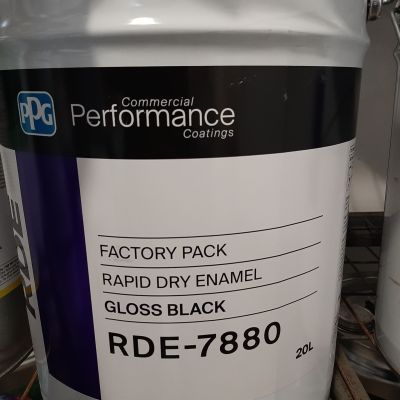 PPG
Commercial
Performance
Coatings
RDE
FACTORY PACK
RAPID DRY ENAMEL
GLOSS BLACK
RDE-7880
20L